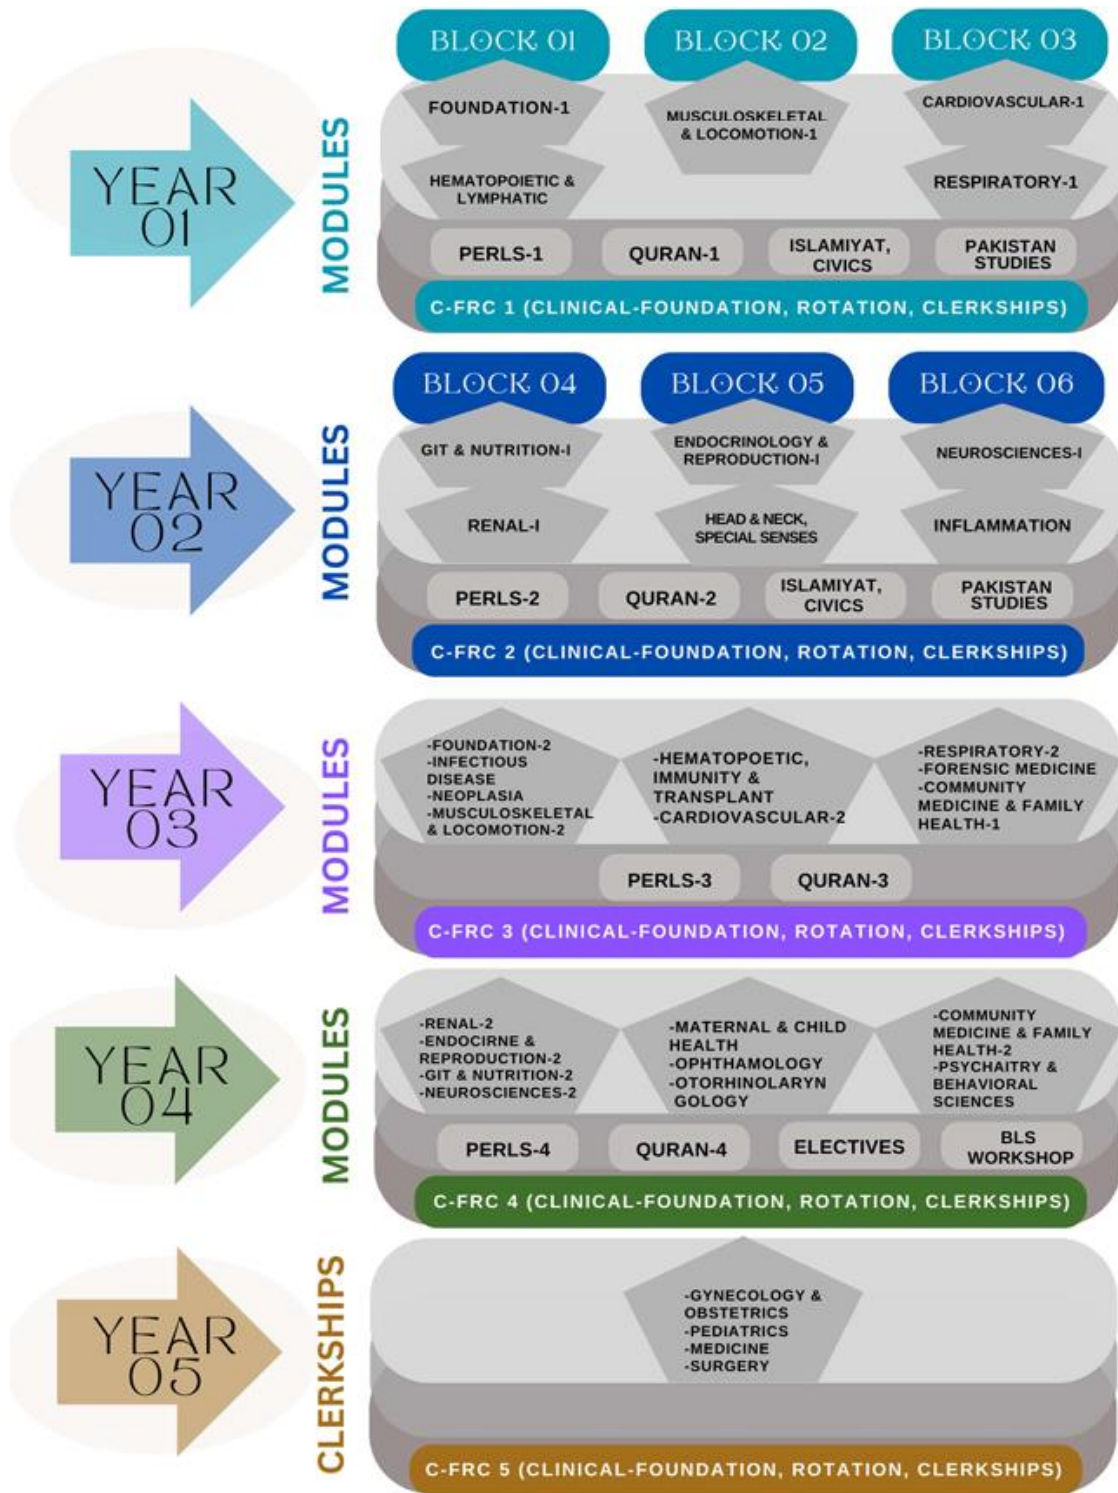 BLOCK 01
BLOCK 02
BLOCK 03
YEAR
01
MODULES
FOUNDATION-1
HEMATOPOIETIC &
LYMPHATIC
MUSCULOSKELETAL
& LOCOMOTION-1
CARDIOVASCULAR-1
RESPIRATORY-1
PERLS-1
QURAN-1
ISLAMIYAT,
CIVICS
PAKISTAN
STUDIES
C-FRC 1 (CLINICAL-FOUNDATION, ROTATION, CLERKSHIPS)
BLOCK 04
BLOCK 05
BLOCK 06
YEAR
02
MODULES
GIT & NUTRITION-I
RENAL-I
ENDOCRINOLOGY &
REPRODUCTION-I
HEAD & NECK,
SPECIAL SENSES
NEUROSCIENCES-I
INFLAMMATION
PERLS-2
QURAN-2
ISLAMIYAT,
CIVICS
PAKISTAN
STUDIES
C-FRC 2 (CLINICAL-FOUNDATION, ROTATION, CLERKSHIPS)
YEAR
03
MODULES
-FOUNDATION-2
-INFECTIOUS
DISEASE
-NEOPLASIA
-MUSCULOSKELETAL
& LOCOMOTION-2
-HEMATOPOETIC,
IMMUNITY &
TRANSPLANT
-CARDIOVASCULAR-2
-RESPIRATORY-2
-FORENSIC MEDICINE
-COMMUNITY
MEDICINE & FAMILY
HEALTH-1
PERLS-3
QURAN-3
C-FRC 3 (CLINICAL-FOUNDATION, ROTATION, CLERKSHIPS)
YEAR
04
MODULES
-RENAL-2
-ENDOCIRNE &
REPRODUCTION-2
-GIT & NUTRITION-2
-NEUROSCIENCES-2
-MATERNAL & CHILD
HEALTH
-OPHTHAMOLOGY
-OTORHINOLARYN
GOLOGY
-COMMUNITY
MEDICINE & FAMILY
HEALTH-2
-PSYCHAITRY &
BEHAVIORAL
SCIENCES
PERLS-4
QURAN-4
ELECTIVES
BLS
WORKSHOP
C-FRC 4 (CLINICAL-FOUNDATION, ROTATION, CLERKSHIPS)
YEAR
05
CLERKSHIPS
-GYNECOLOGY &
OBSTETRICS
-PEDIATRICS
-MEDICINE
-SURGERY
C-FRC 5 (CLINICAL-FOUNDATION, ROTATION, CLERKSHIPS)